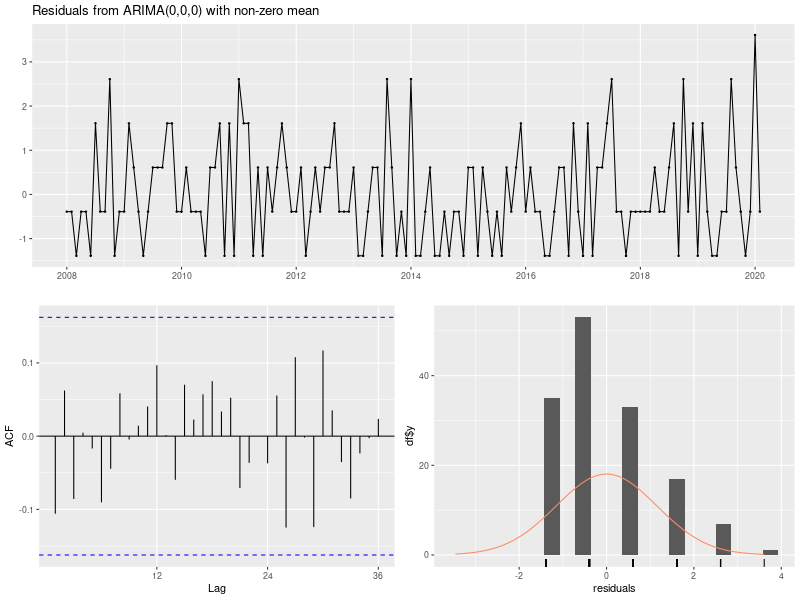 Residuals from ARIMA(0,0,0) with non-zero mean
3
2
1
0
-1
2008 2010 2012 2014 2016 2018 2020
ACF
0.1
0.0
-0.1
12 24 36
Lag
df$y
40
20
0
-2 0 2 4
residuals